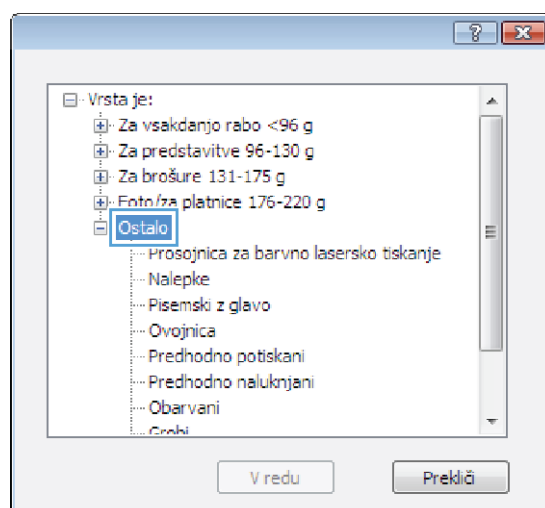 Vrsta je:
Za vsakdanjo rabo <96 g
Za predstavitve 96-130 g
Za brošure 131-175 g
Foto/za platnice 176-220 g
Ostalo
Prosojnica za barvno lasersko tiskanje
Nalepke
Pisemski z glavo
Ovojnica
Predhodno potiskani
Predhodno naluknjani
Obarvani
Grobi
V redu Prekliči